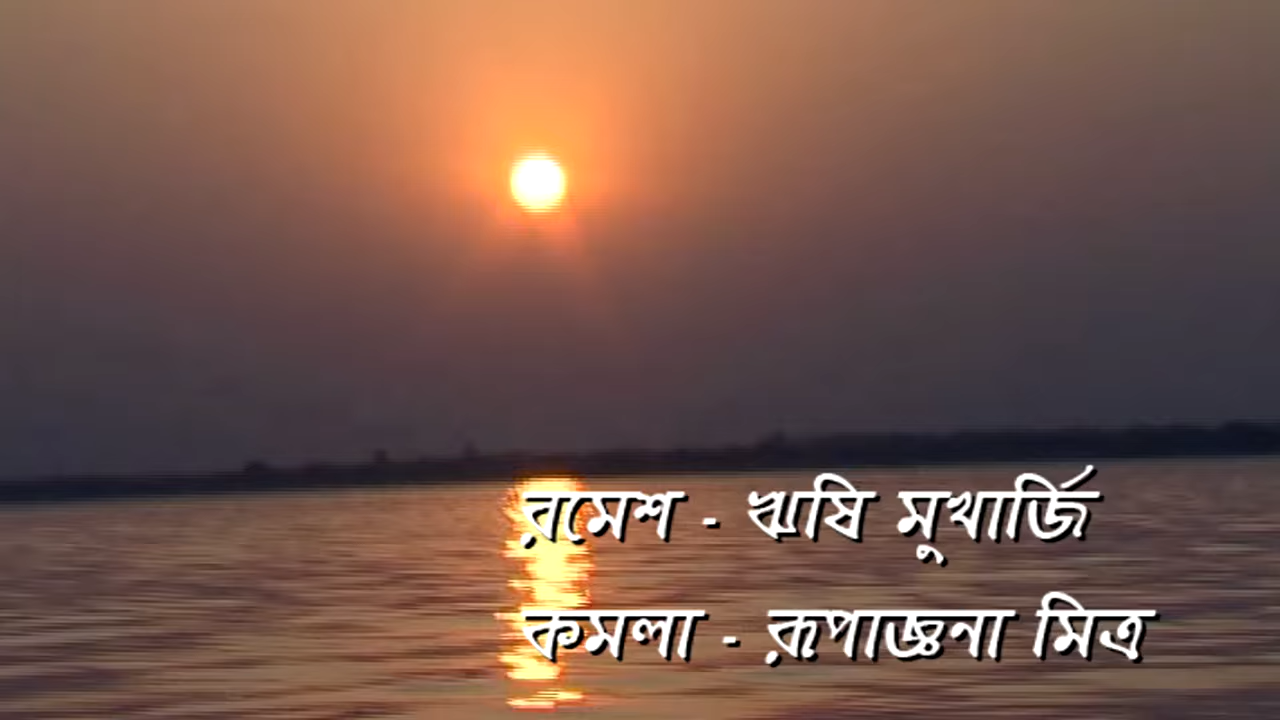 রমেশ - ঋষি মুখার্জি
কমলা - রূপাঞ্জনা মিত্র